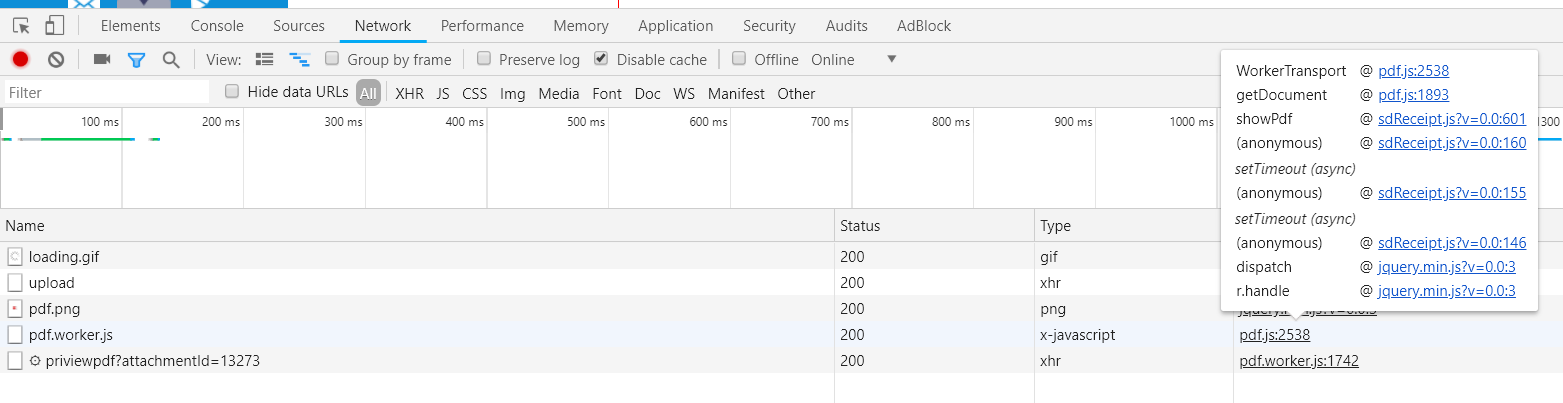 Elements Console Sources Network Performance Memory Application Security Audits AdBlock
View: Group by frame Preserve log Disable cache Offline Online
Filter Hide data URLs All XHR JS CSS Img Media Font Doc WS Manifest Other
100 ms 200 ms 300 ms 400 ms 500 ms 600 ms 700 ms 800 ms 900 ms 1000 ms 1300
WorkerTransport @ pdf.js:2538
getDocument @ pdf.js:1893
showPdf @ sdReceipt.js?v=0.0:601
(anonymous) @ sdReceipt.js?v=0.0:160
setTimeout (async)
(anonymous) @ sdReceipt.js?v=0.0:155
setTimeout (async)
(anonymous) @ sdReceipt.js?v=0.0:146
dispatch @ jquery.min.js?v=0.0:3
r.handle @ jquery.min.js?v=0.0:3
Name Status Type
loading.gif 200 gif
upload 200 xhr
pdf.png 200 png jquery.min.js?v=0.0:3
pdf.worker.js 200 x-javascript pdf.js:2538
priviewpdf?attachmentId=13273 200 xhr pdf.worker.js:1742